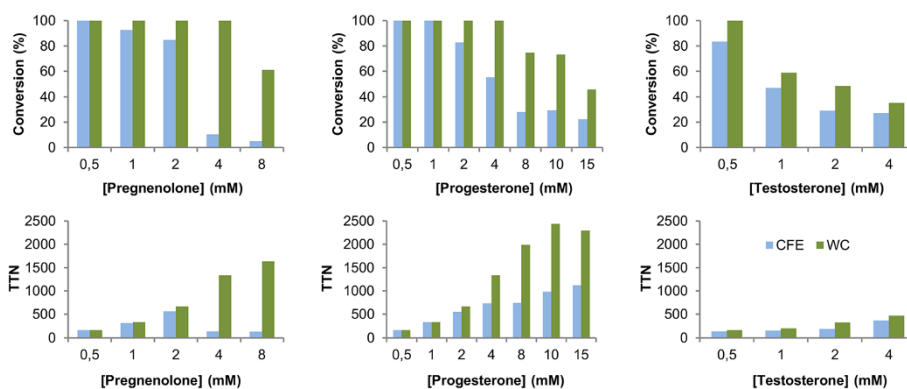 Conversion (%)
100
80
60
40
20
0
0,5 1 2 4 8
[Pregnenolone] (mM)
Conversion (%)
100
80
60
40
20
0
0,5 1 2 4 8 10 15
[Progesterone] (mM)
Conversion (%)
100
80
60
40
20
0
0.5 1 2 4
[Testosterone] (mM)
TTN
2500
2000
1500
1000
500
0
0,5 1 2 4 8
[Pregnenolone] (mM)
TTN
2500
2000
1500
1000
500
0
0,5 1 2 4 8 10 15
[Progesterone] (mM)
TTN
2500
2000
1500
1000
500
0
CFE WC
0,5 1 2 4
[Testosterone] (mM)